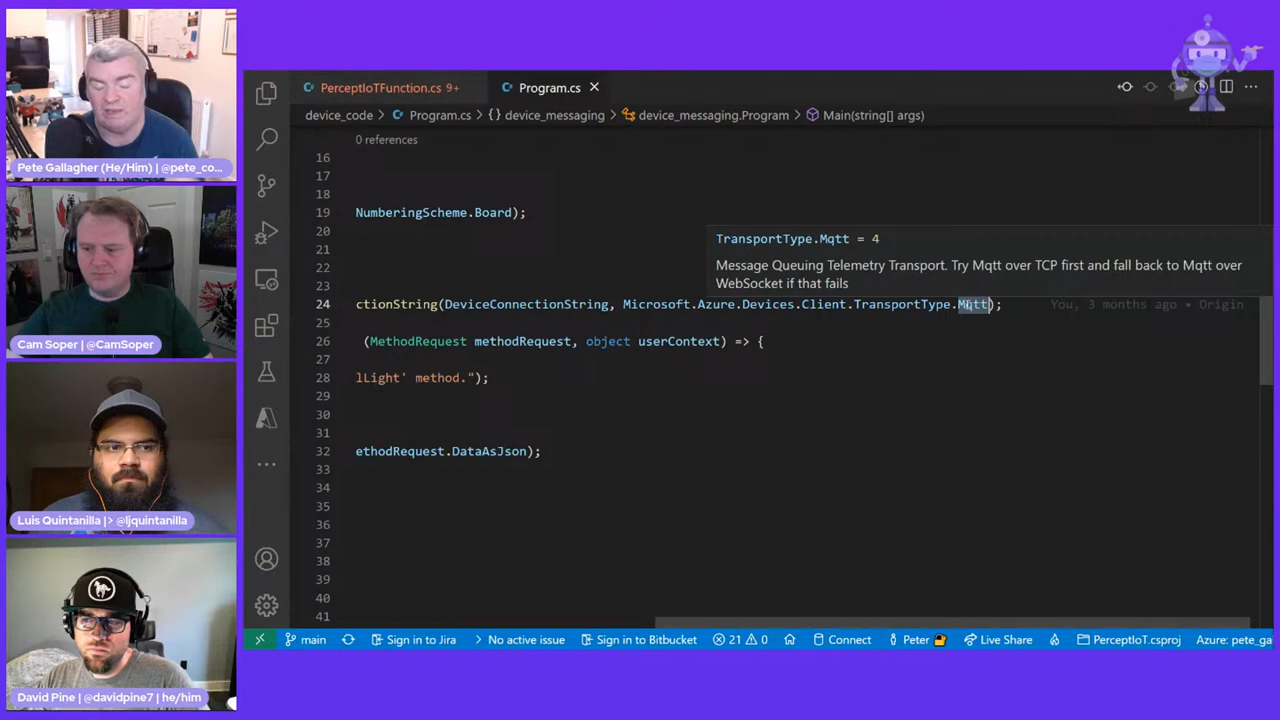 Pete Gallagher (He/Him) | @pete_co...
Cam Soper | @CamSoper
Luis Quintanilla |> @ljquintanilla
David Pine | @davidpine7 | he/him
PerceptIoTFunction.cs 9+
Program.cs
device_code > Program.cs > {} device_messaging > device_messaging.Program > Main(string[] args)
0 references
16
17
18
19 NumberingScheme.Board);
20
21
22
TransportType.Mqtt = 4
Message Queuing Telemetry Transport. Try Mqtt over TCP first and fall back to Mqtt over
WebSocket if that fails
24 ctionString(DeviceConnectionString, Microsoft.Azure.Devices.Client.TransportType.Mqtt); You, 3 months ago • Origin
25
26 (MethodRequest methodRequest, object userContext) => {
27
28 lLight' method.");
29
30
31
32 ethodRequest.DataAsJson);
33
34
35
36
37
38
39
40
41
main Sign in to Jira > No active issue Sign in to Bitbucket 21 0 Connect Peter Live Share PerceptIoT.csproj Azure: pete_ga